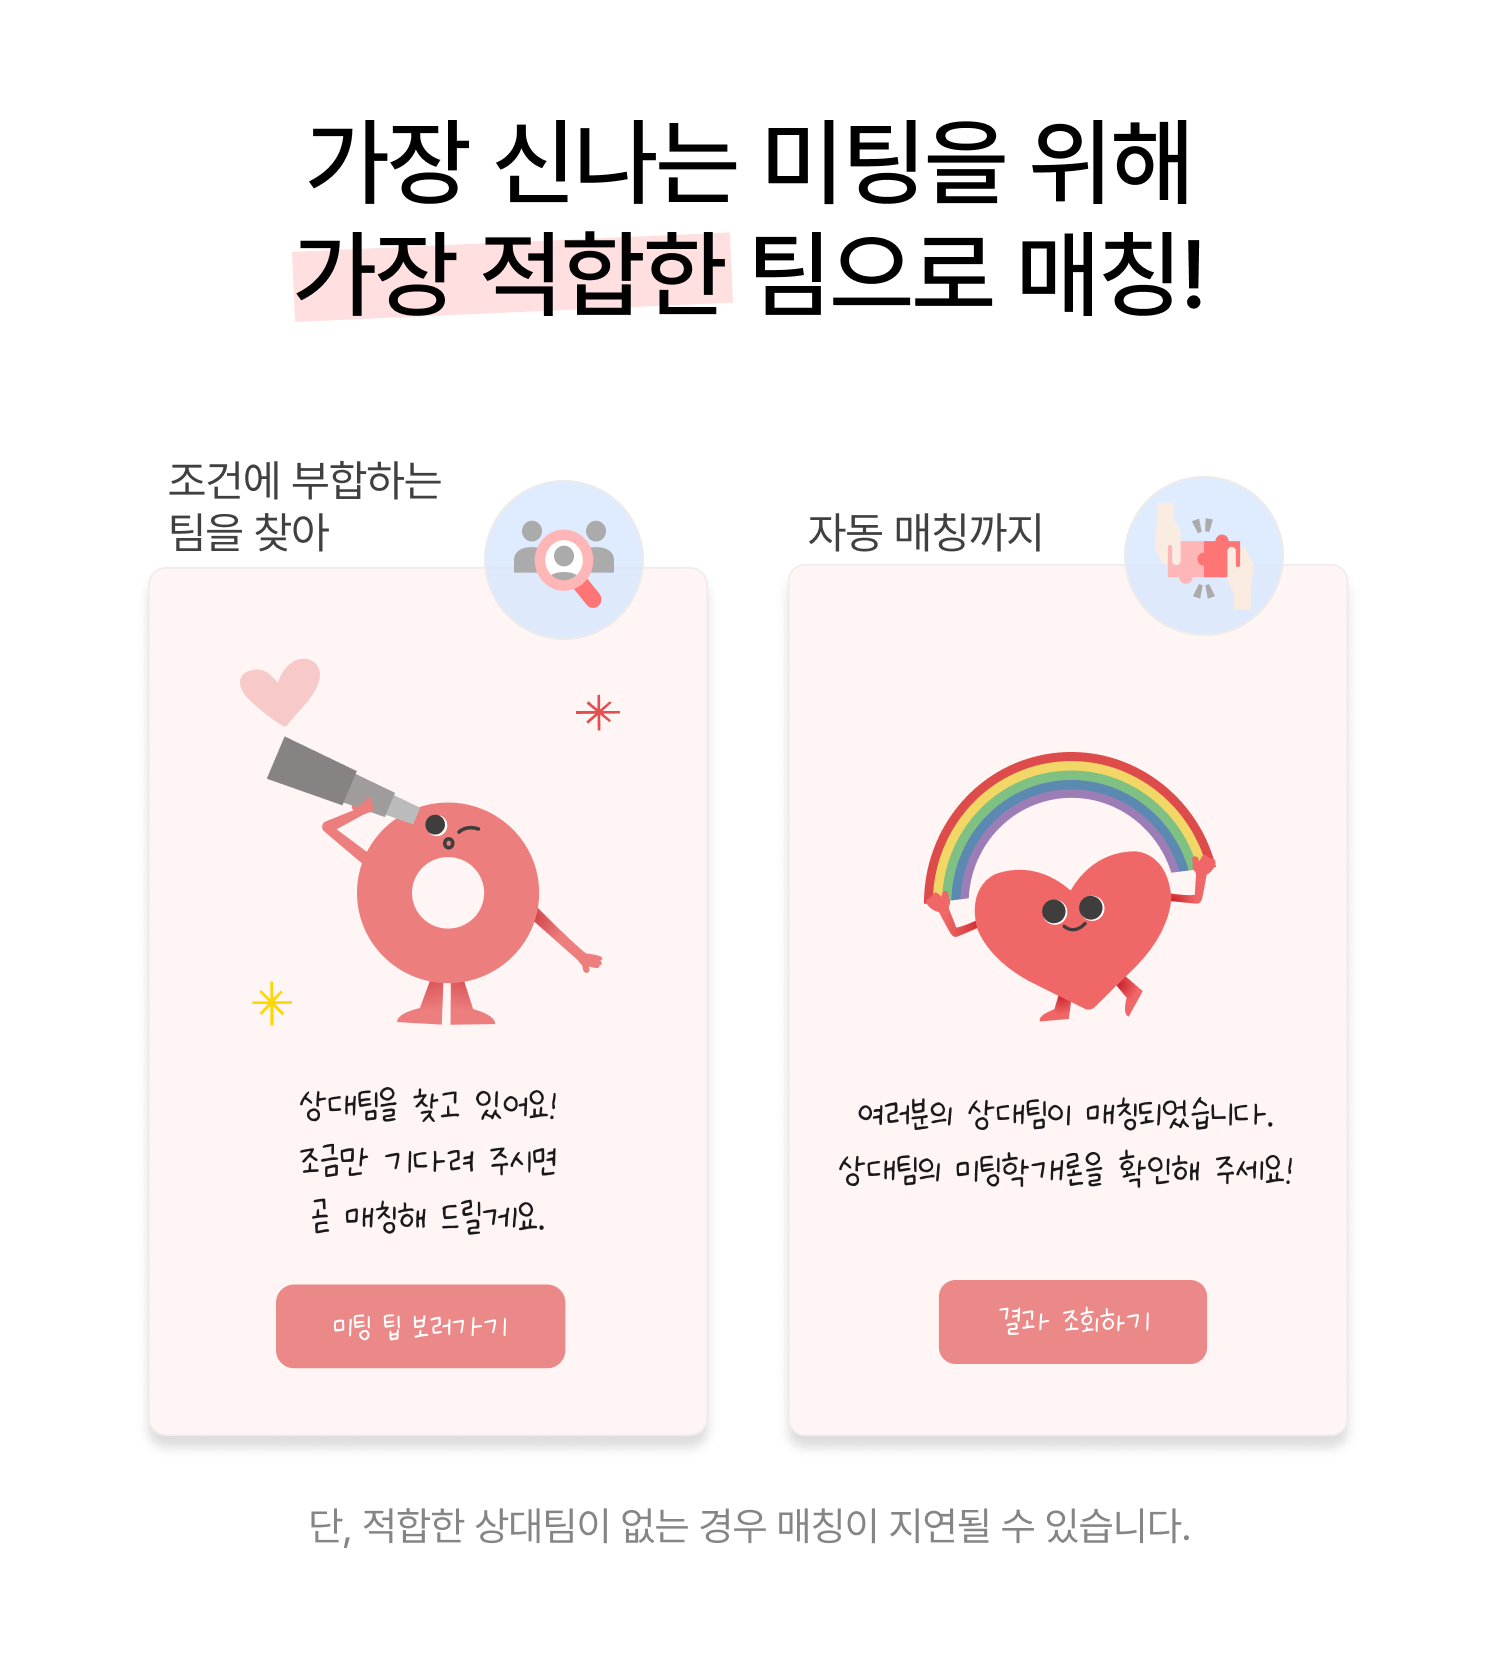 가장 신나는 미팅을 위해
가장 적합한 팀으로 매칭!
조건에 부합하는
팀을 찾아
상대팀을 찾고 있어요!
조금만 기다려 주시면
곧 매칭해 드릴게요.
미팅 팁 보러가기
자동 매칭까지
여러분의 상대팀이 매칭되었습니다.
상대팀의 미팅학개론을 확인해 주세요!
결과 조회하기
단, 적합한 상대팀이 없는 경우 매칭이 지연될 수 있습니다.